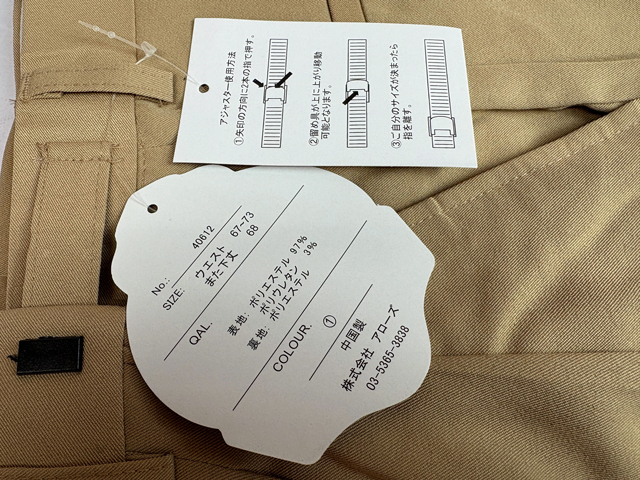 アジャスター使用方法
①矢印の方向に2本の指で押す。
②留め具が上に上がり移動
可能となります。
③ご自分のサイズが決まったら
指を離す。
No.: 40612
SIZE: ウエスト 67~73
また下丈 68
QAL.
表地: ポリエステル 97%
ポリウレタン 3%
裏地: ポリエステル
COLOUR. ①
中国製
株式会社 アローズ
03-5365-3838